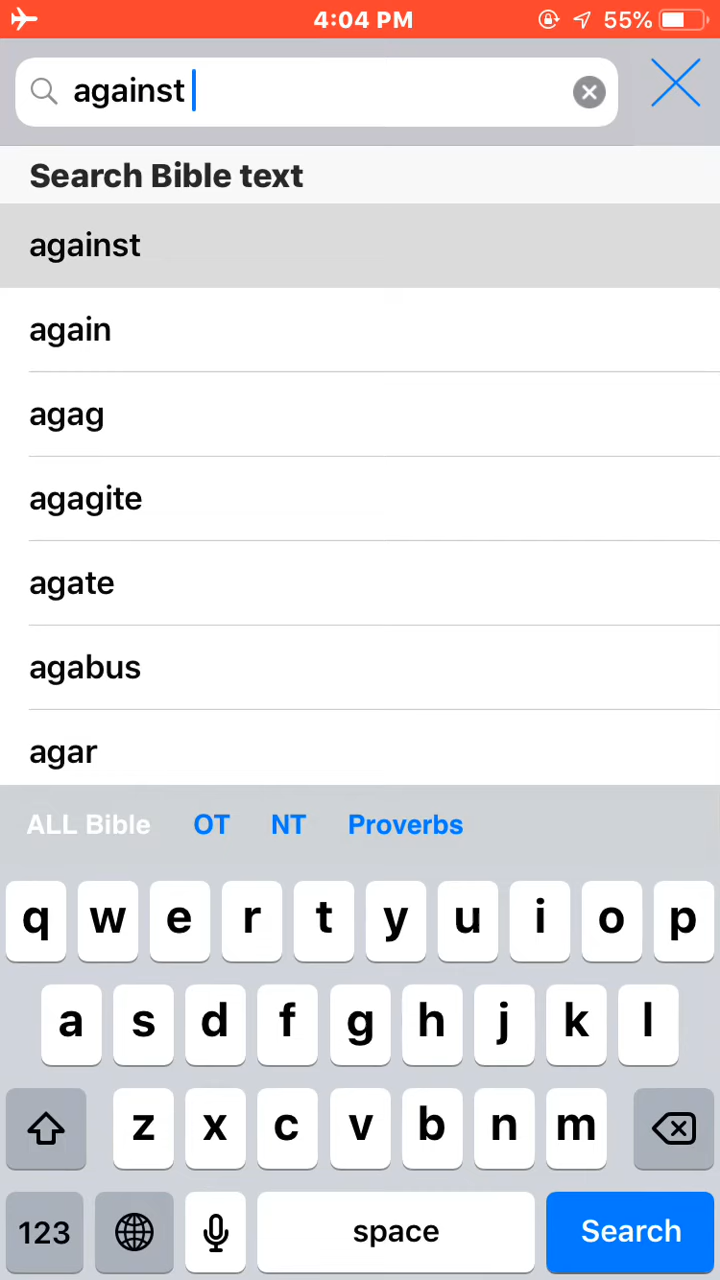 4:04 PM 55%
against
Search Bible text
against
again
agag
agagite
agate
agabus
agar
ALL Bible OT NT Proverbs
q w e r t y u i o p
a s d f g h j k l
z x c v b n m
123 space Search